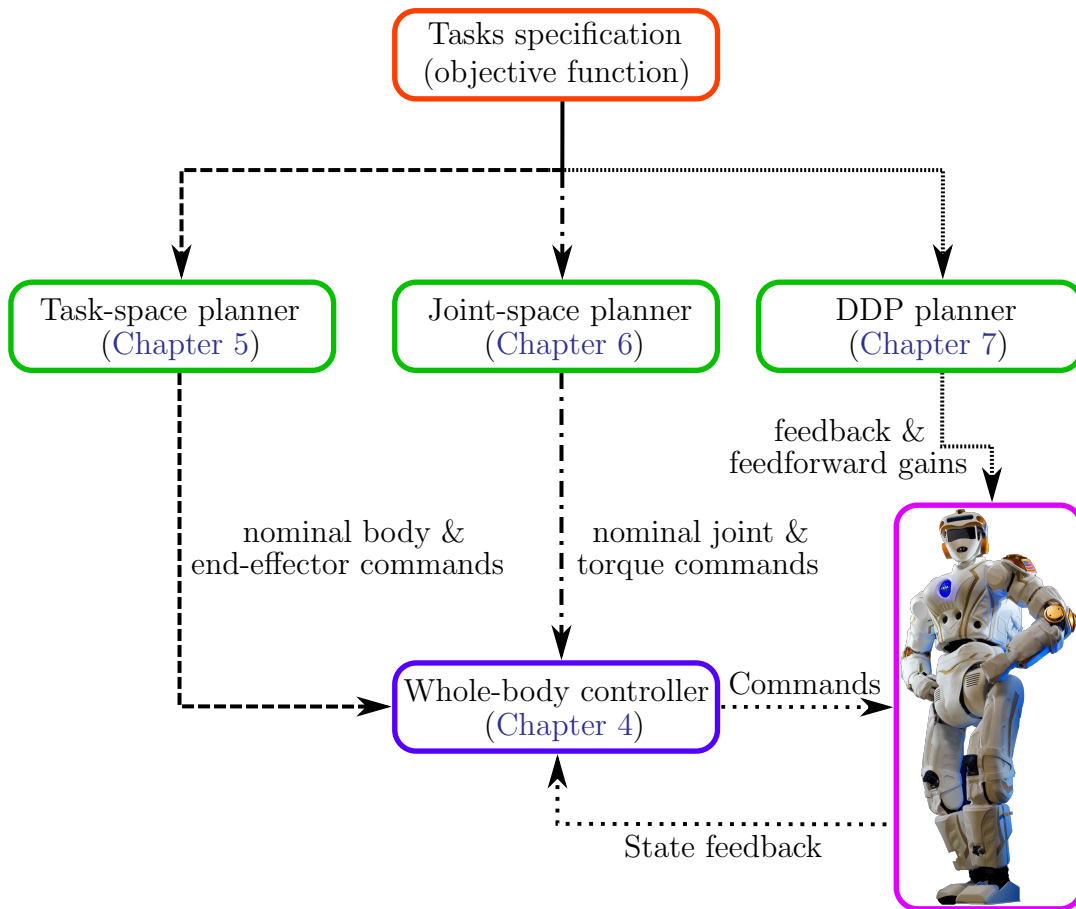 Tasks specification
(objective function)
Task-space planner
(Chapter 5)
Joint-space planner
(Chapter 6)
DDP planner
(Chapter 7)
feedback &
feedforward gains
nominal body &
end-effector commands
nominal joint &
torque commands
Whole-body controller
(Chapter 4)
Commands
State feedback